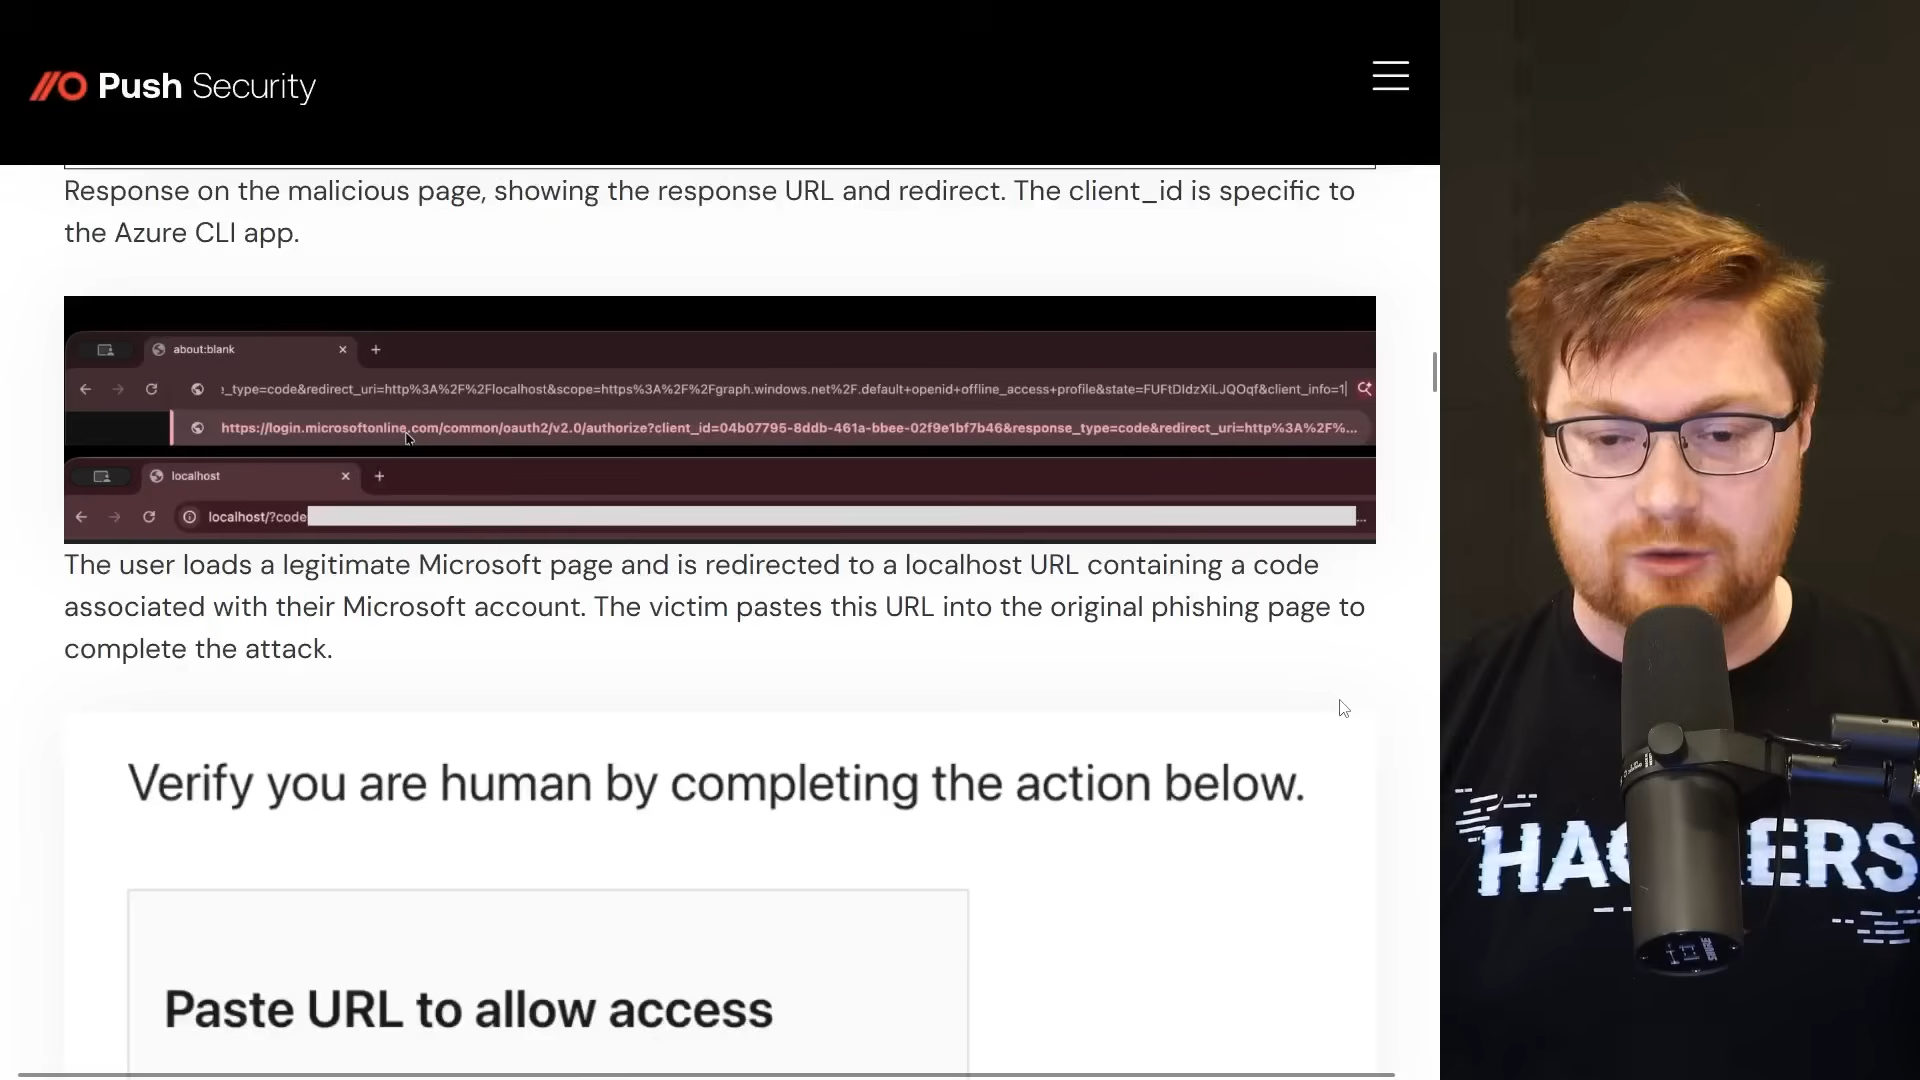 Push Security
Response on the malicious page, showing the response URL and redirect. The client_id is specific to
the Azure CLI app.
about:blank
e_type=code&redirect_uri=http%3A%2F%2Flocalhost&scope=https%3A%2F%2Fgraph.windows.net%2F.default+openid+offline_access+profile&state=FUFtDIdzXiLJQOqf&client_info=1
https://login.microsoftonline.com/common/oauth2/v2.0/authorize?client_id=04b07795-8ddb-461a-bbee-02f9e1bf7b46&response_type=code&redirect_uri=http%3A%2F%...
localhost
localhost/?code ...
The user loads a legitimate Microsoft page and is redirected to a localhost URL containing a code
associated with their Microsoft account. The victim pastes this URL into the original phishing page to
complete the attack.
Verify you are human by completing the action below.
Paste URL to allow access